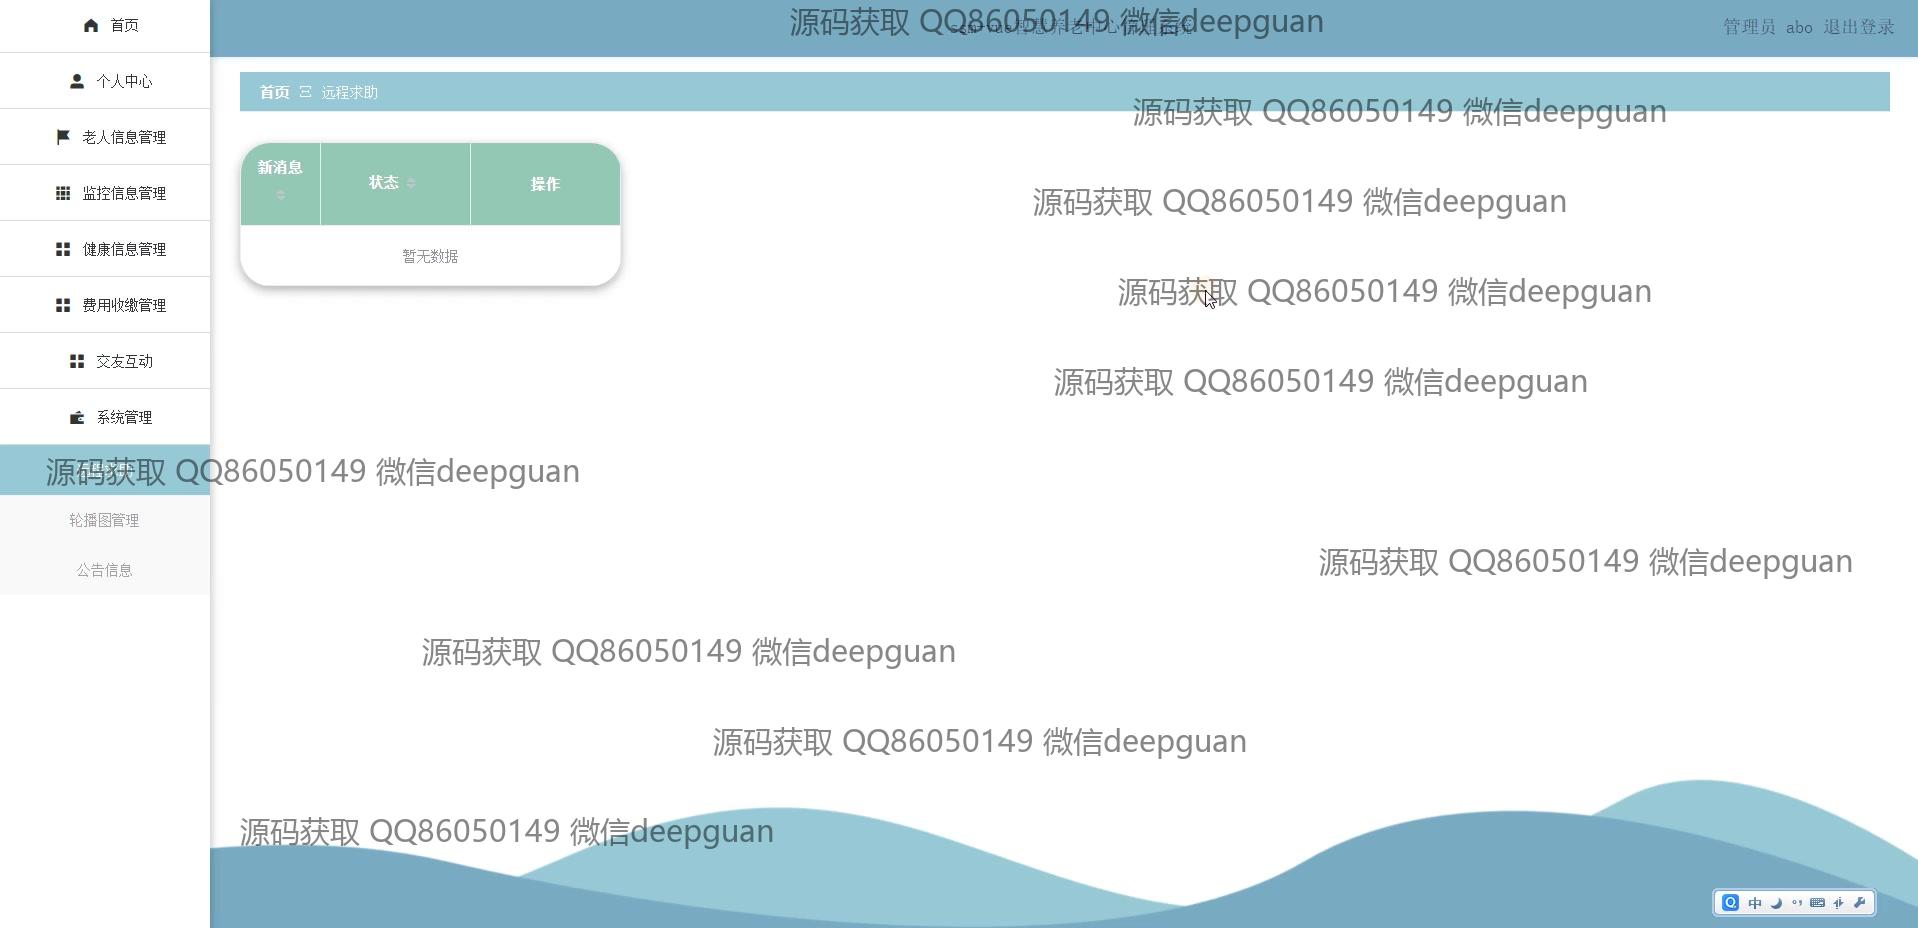 首页
个人中心
老人信息管理
监控信息管理
健康信息管理
费用收缴管理
交友互动
系统管理
轮播图管理
公告信息
源码获取 QQ86050149 微信deepguan
管理员 abo 退出登录
首页 远程求助
源码获取 QQ86050149 微信deepguan
新消息 状态 操作
暂无数据
源码获取 QQ86050149 微信deepguan
源码获取 QQ86050149 微信deepguan
源码获取 QQ86050149 微信deepguan
源码获取 QQ86050149 微信deepguan
源码获取 QQ86050149 微信deepguan
源码获取 QQ86050149 微信deepguan
源码获取 QQ86050149 微信deepguan
源码获取 QQ86050149 微信deepguan
中